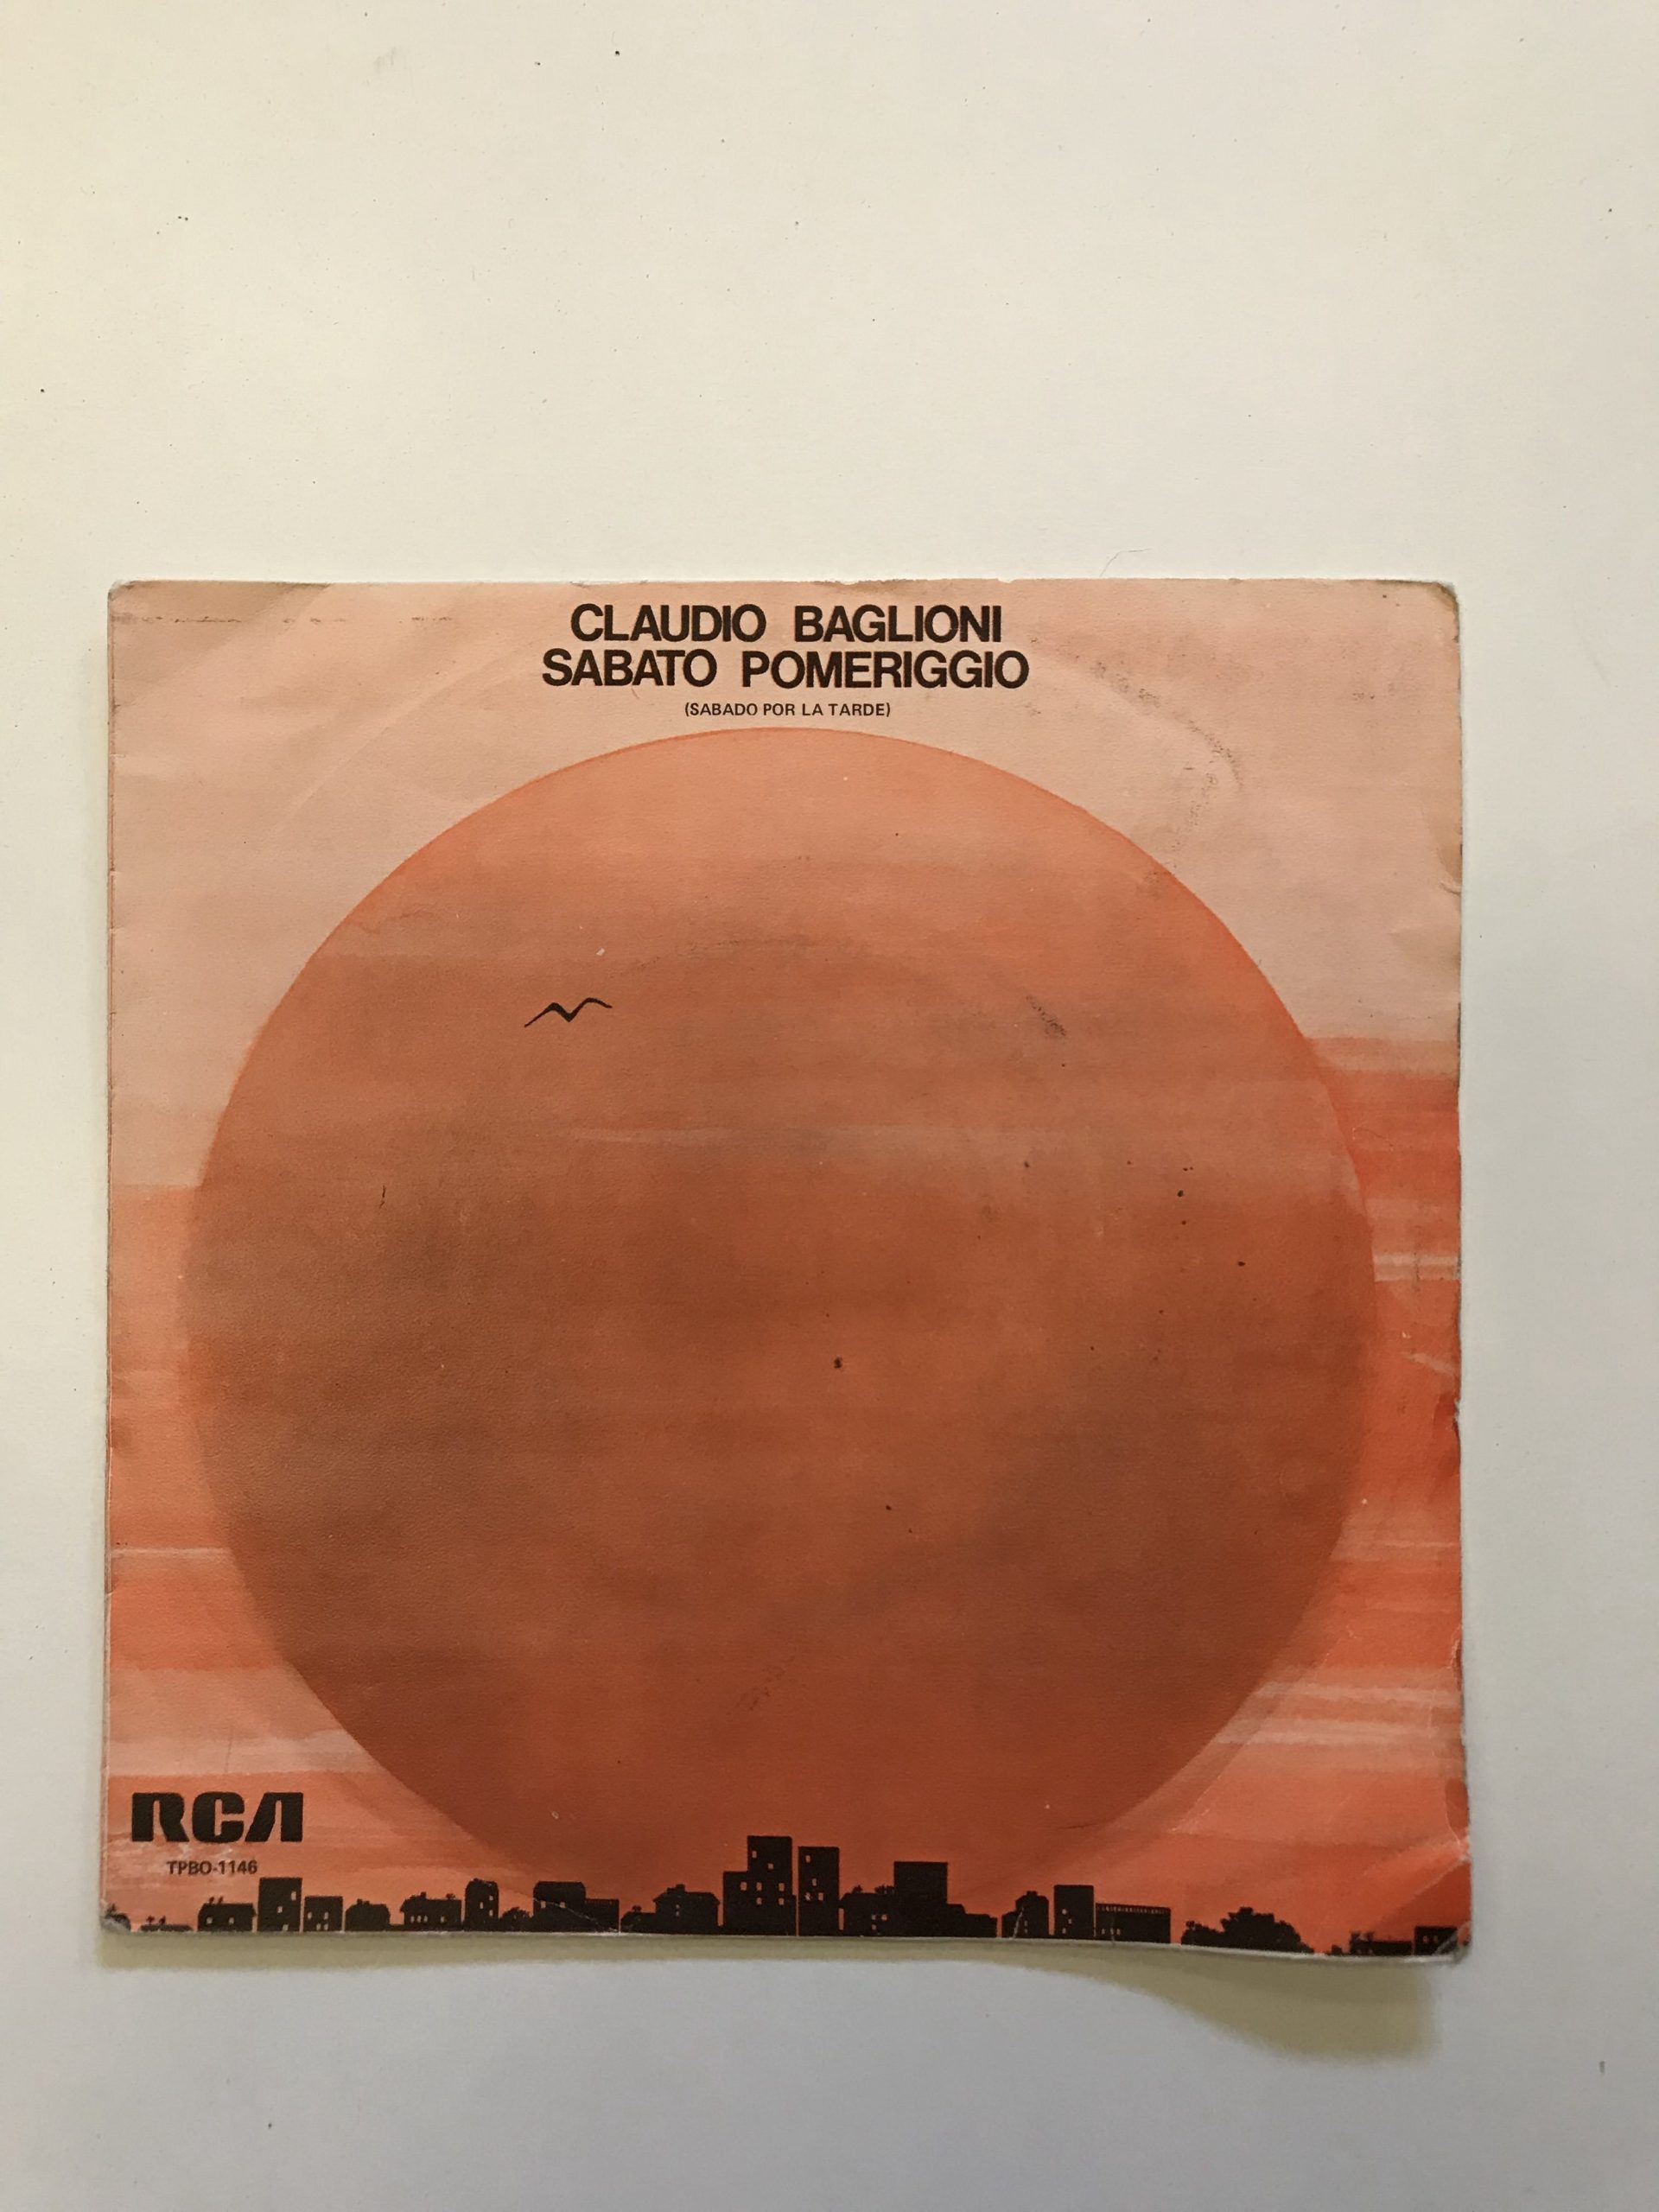 CLAUDIO BAGLIONI
SABATO POMERIGGIO
(SABADO POR LA TARDE)
RCA
TPBO-1146